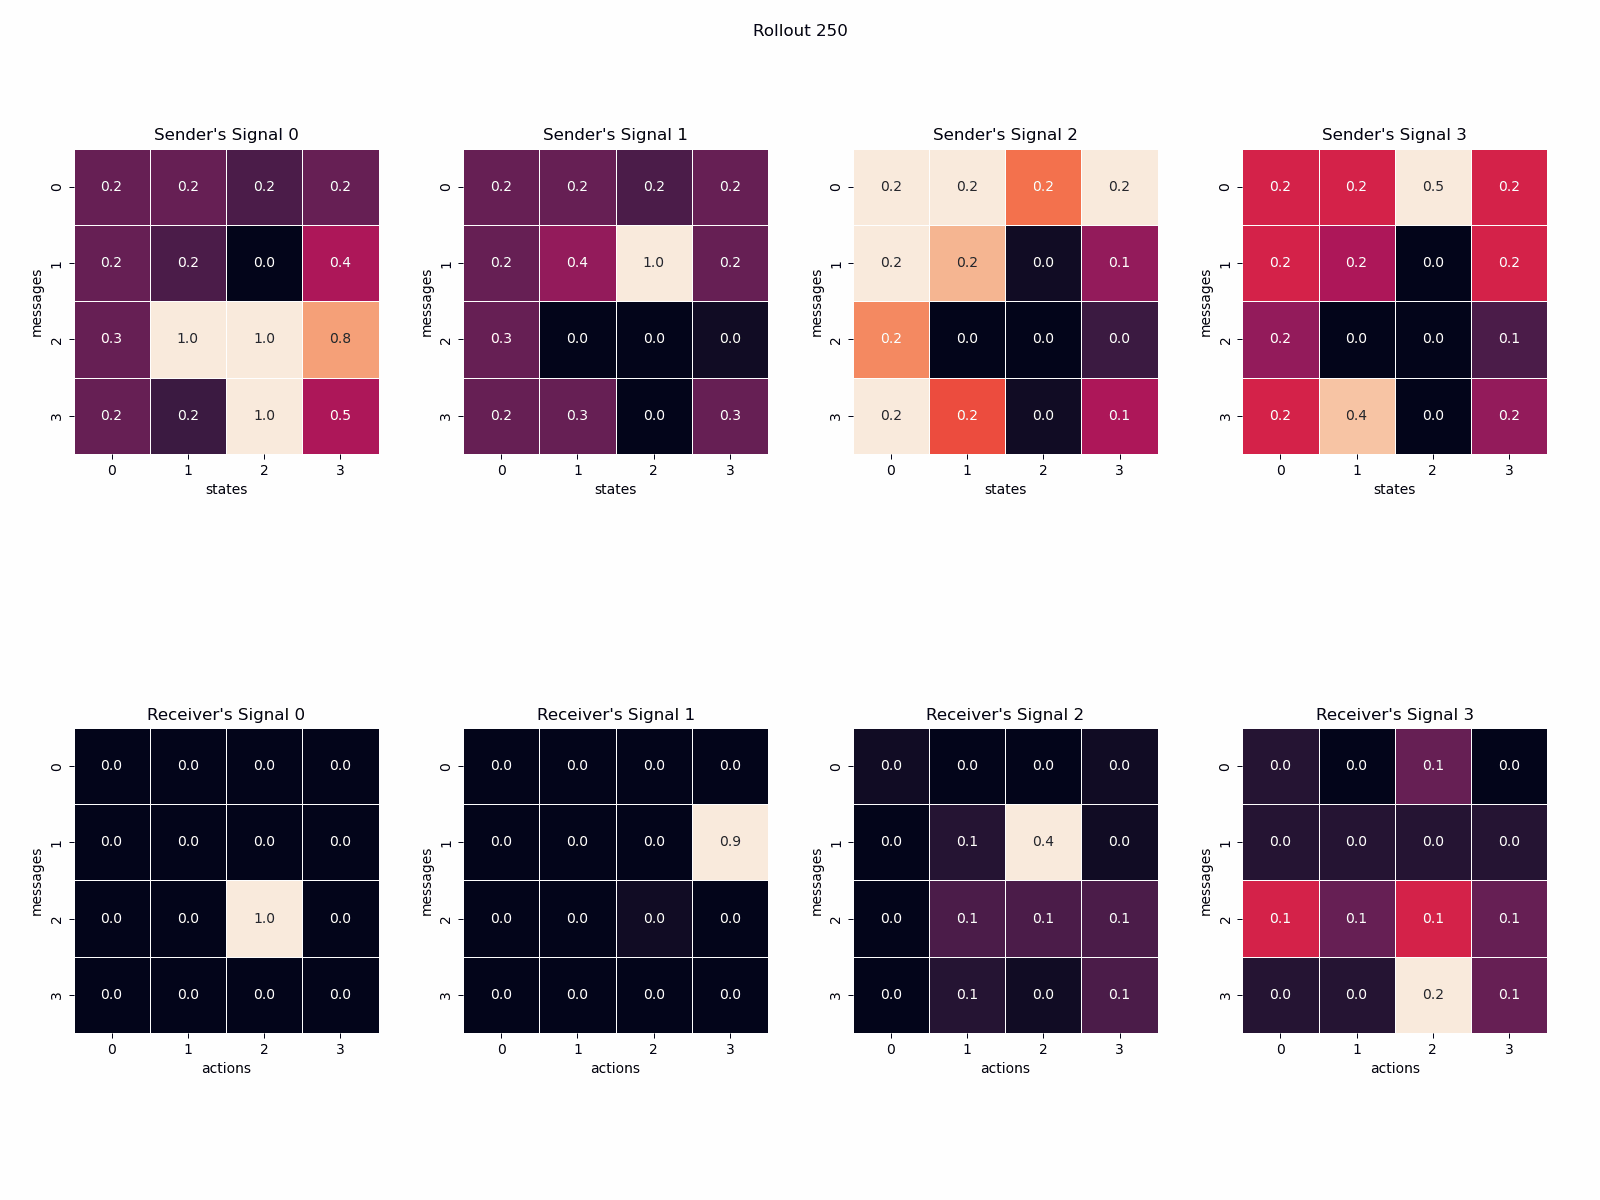 Rollout 250
Sender's Signal 0
Sender's Signal 1
Sender's Signal 2
Sender's Signal 3
0 0.2 0.2 0.2 0.2
1 0.2 0.2 0.0 0.4
2 0.3 1.0 1.0 0.8
3 0.2 0.2 1.0 0.5
0 1 2 3
messages
states
0 0.2 0.2 0.2 0.2
1 0.2 0.4 1.0 0.2
2 0.3 0.0 0.0 0.0
3 0.2 0.3 0.0 0.3
0 1 2 3
messages
states
0 0.2 0.2 0.2 0.2
1 0.2 0.2 0.0 0.1
2 0.2 0.0 0.0 0.0
3 0.2 0.2 0.0 0.1
0 1 2 3
messages
states
0 0.2 0.2 0.5 0.2
1 0.2 0.2 0.0 0.2
2 0.2 0.0 0.0 0.1
3 0.2 0.4 0.0 0.2
0 1 2 3
messages
states
Receiver's Signal 0
Receiver's Signal 1
Receiver's Signal 2
Receiver's Signal 3
0 0.0 0.0 0.0 0.0
1 0.0 0.0 0.0 0.0
2 0.0 0.0 1.0 0.0
3 0.0 0.0 0.0 0.0
0 1 2 3
messages
actions
0 0.0 0.0 0.0 0.0
1 0.0 0.0 0.0 0.9
2 0.0 0.0 0.0 0.0
3 0.0 0.0 0.0 0.0
0 1 2 3
messages
actions
0 0.0 0.0 0.0 0.0
1 0.0 0.1 0.4 0.0
2 0.0 0.1 0.1 0.1
3 0.0 0.1 0.0 0.1
0 1 2 3
messages
actions
0 0.0 0.0 0.1 0.0
1 0.0 0.0 0.0 0.0
2 0.1 0.1 0.1 0.1
3 0.0 0.0 0.2 0.1
0 1 2 3
messages
actions